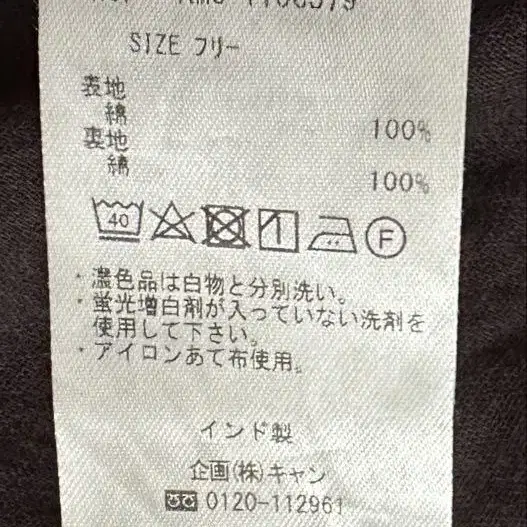 SIZE フリー
表地
綿 100%
裏地
綿 100%
40
F
・濃色品は白物と分別洗い。
・蛍光増白剤が入っていない洗剤を
使用して下さい。
・アイロンあて布使用。
インド製
企画(株)キャン
0120-112961